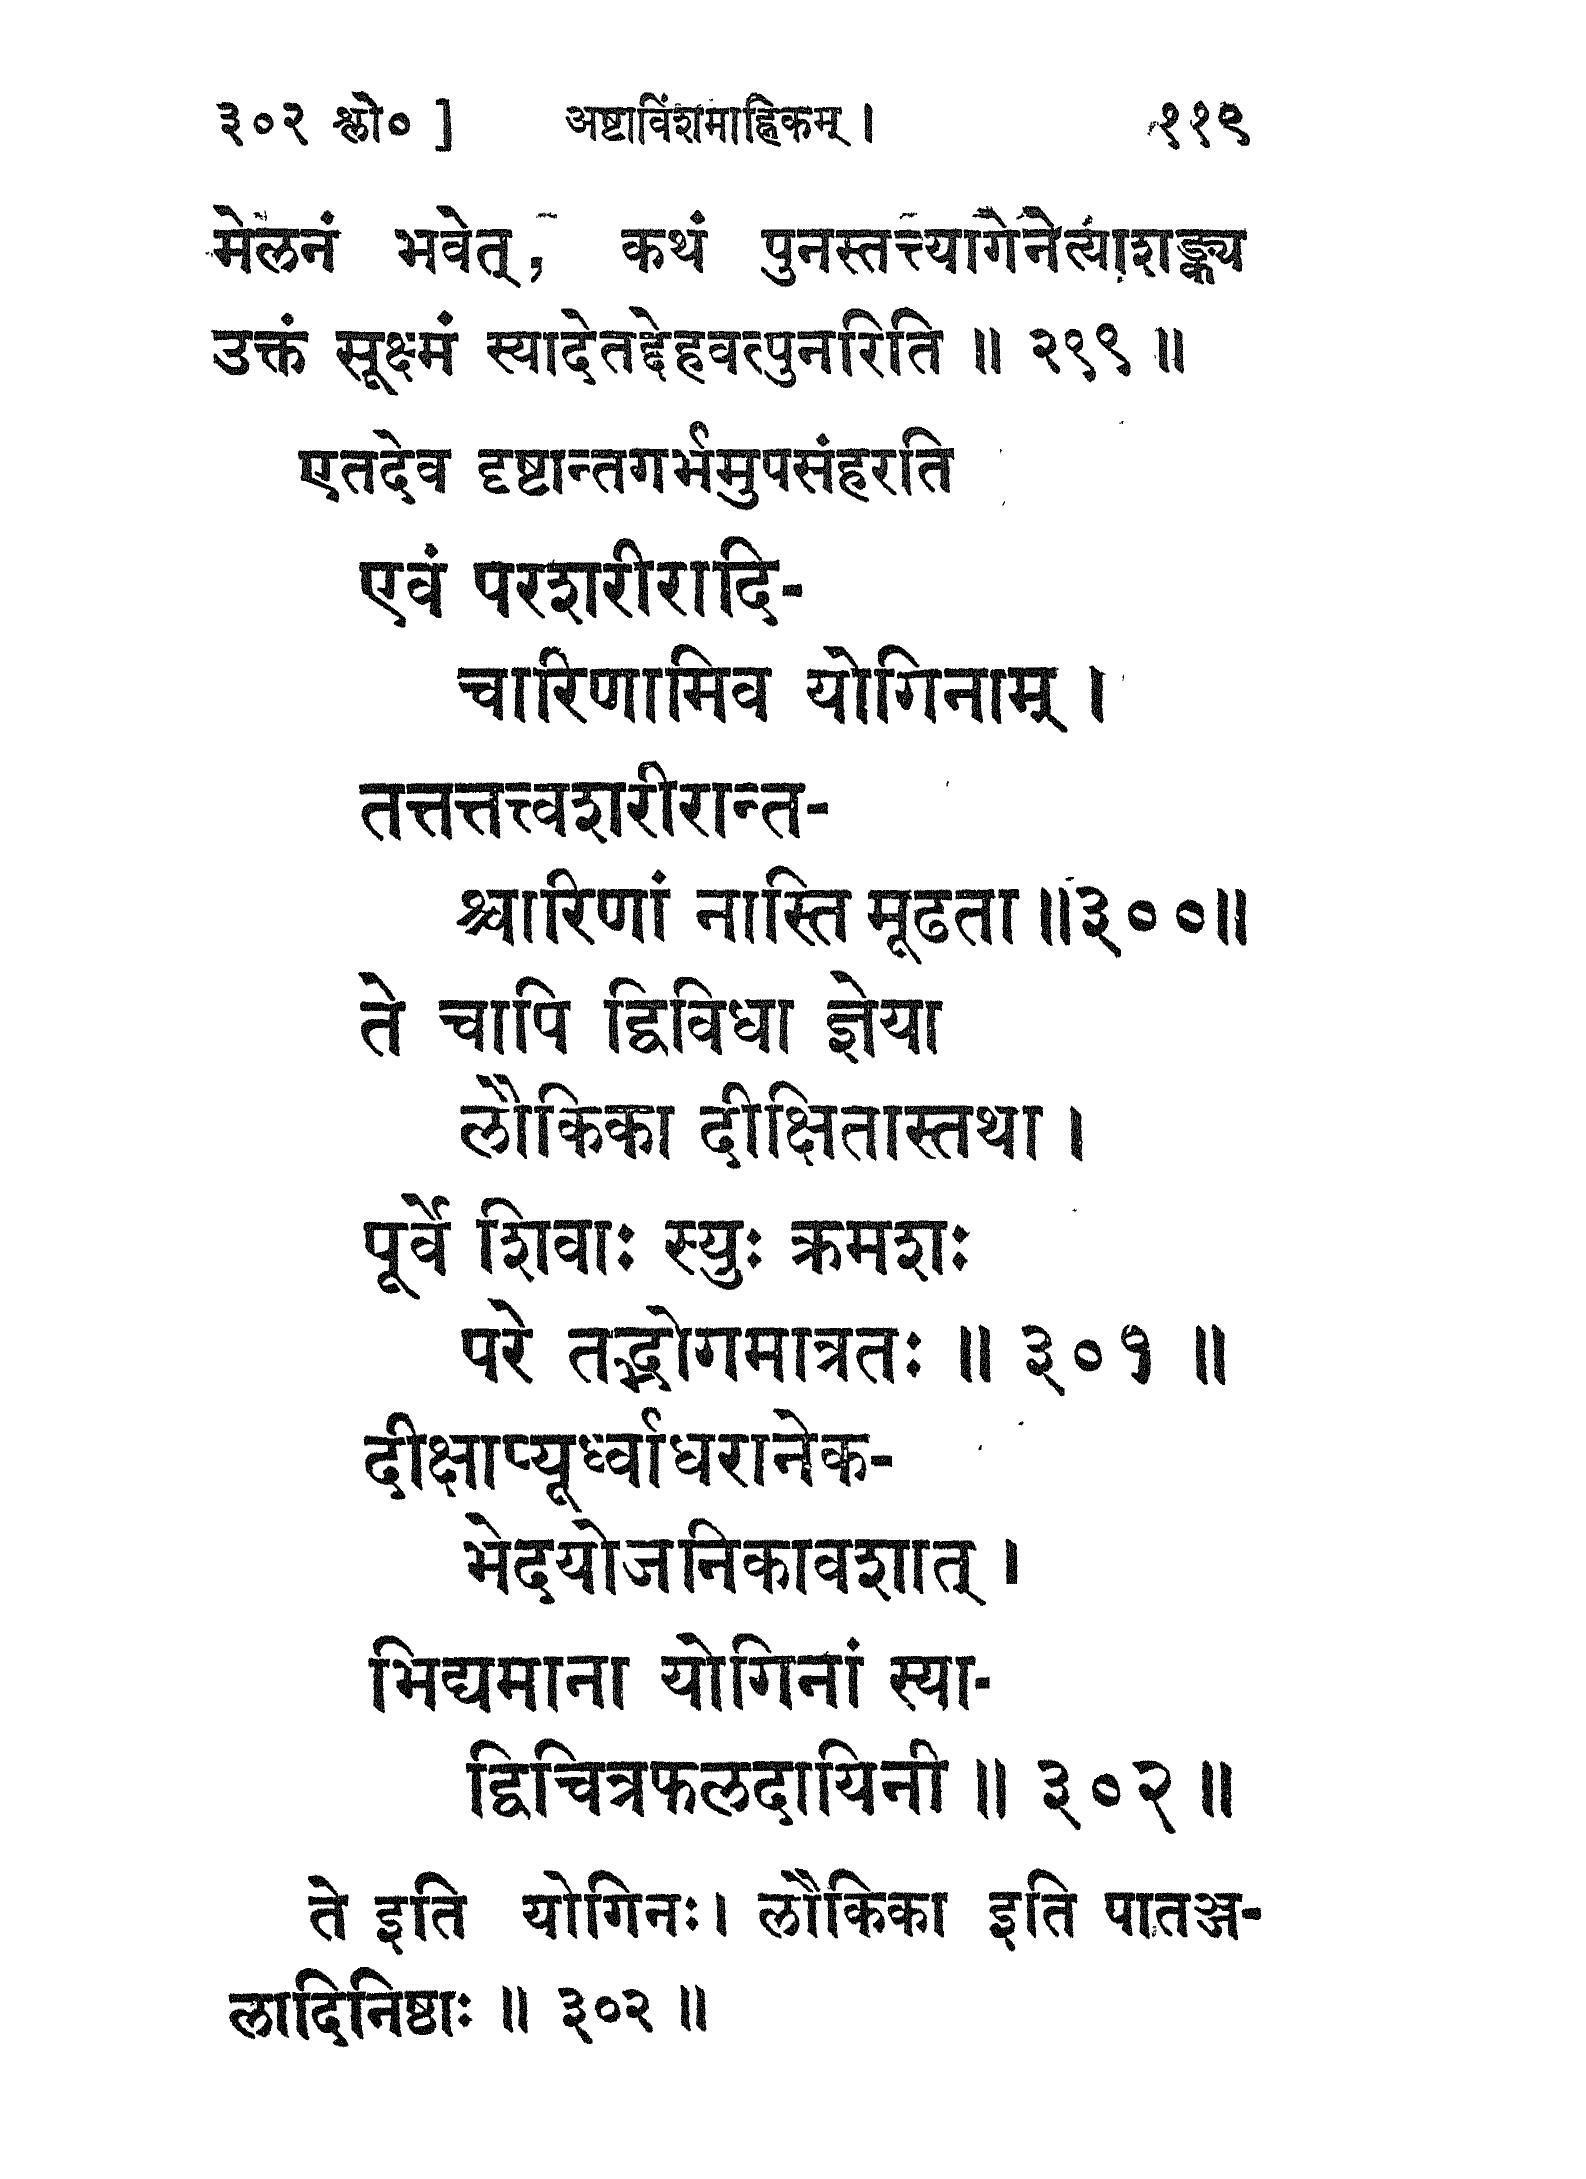 ३०२ श्लो० ] अष्टाविंशमाह्निकम् । ११९
मेलनं भवेत्, कथं पुनस्तत्त्यागेनेत्याशङ्क्य
उक्तं सूक्ष्मं स्यादेतद्देहवत्पुनरिति ॥ २९९ ॥
एतदेव दृष्टान्तगर्भमुपसंहरति
एवं परशरीरादि-
चारिणामिव योगिनाम् ।
तत्तत्तत्त्वशरीरान्त-
श्चारिणां नास्ति मूढता ॥३००॥
ते चापि द्विविधा ज्ञेया
लौकिका दीक्षितास्तथा ।
पूर्वे शिवाः स्युः क्रमशः
परे तद्भोगमात्रतः ॥ ३०१ ॥
दीक्षाप्यूर्ध्वाधरानेक-
भेदयोजनिकावशात् ।
भिद्यमाना योगिनां स्या-
द्विचित्रफलदायिनी ॥ ३०२ ॥
ते इति योगिनः। लौकिका इति पातञ्ज-
लादिनिष्ठाः ॥ ३०२ ॥